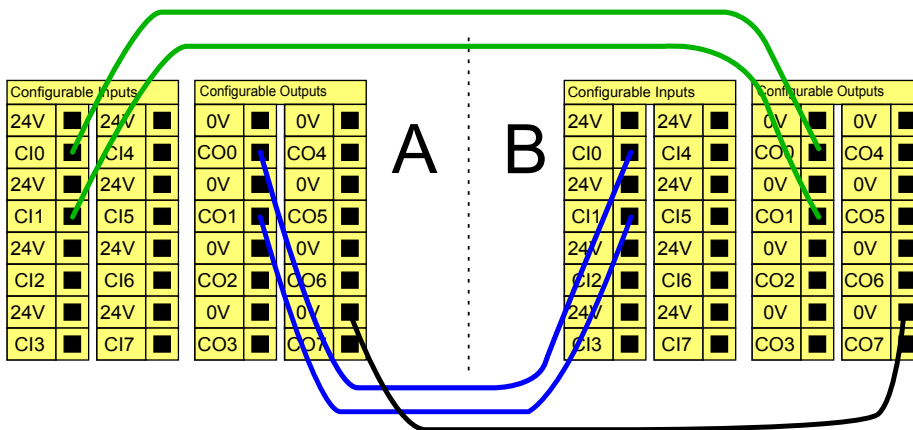 Configurable Inputs
24V 24V
CI0 CI4
24V 24V
CI1 CI5
24V 24V
CI2 CI6
24V 24V
CI3 CI7
Configurable Outputs
0V 0V
CO0 CO4
0V 0V
CO1 CO5
0V 0V
CO2 CO6
0V 0V
CO3 CO7
A
B
Configurable Inputs
24V 24V
CI0 CI4
24V 24V
CI1 CI5
24V 24V
CI2 CI6
24V 24V
CI3 CI7
Configurable Outputs
0V 0V
CO0 CO4
0V 0V
CO1 CO5
0V 0V
CO2 CO6
0V 0V
CO3 CO7